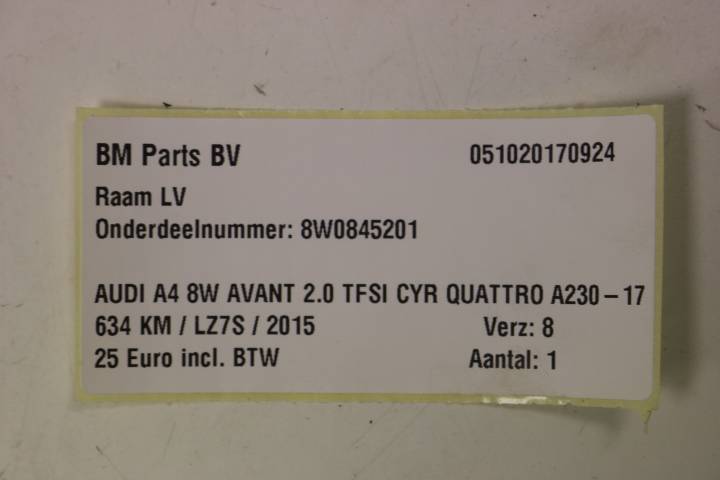 BM Parts BV 051020170924
Raam LV
Onderdeelnummer: 8W0845201
AUDI A4 8W AVANT 2.0 TFSI CYR QUATTRO A230-17
634 KM / LZ7S / 2015 Verz: 8
25 Euro incl. BTW Aantal: 1